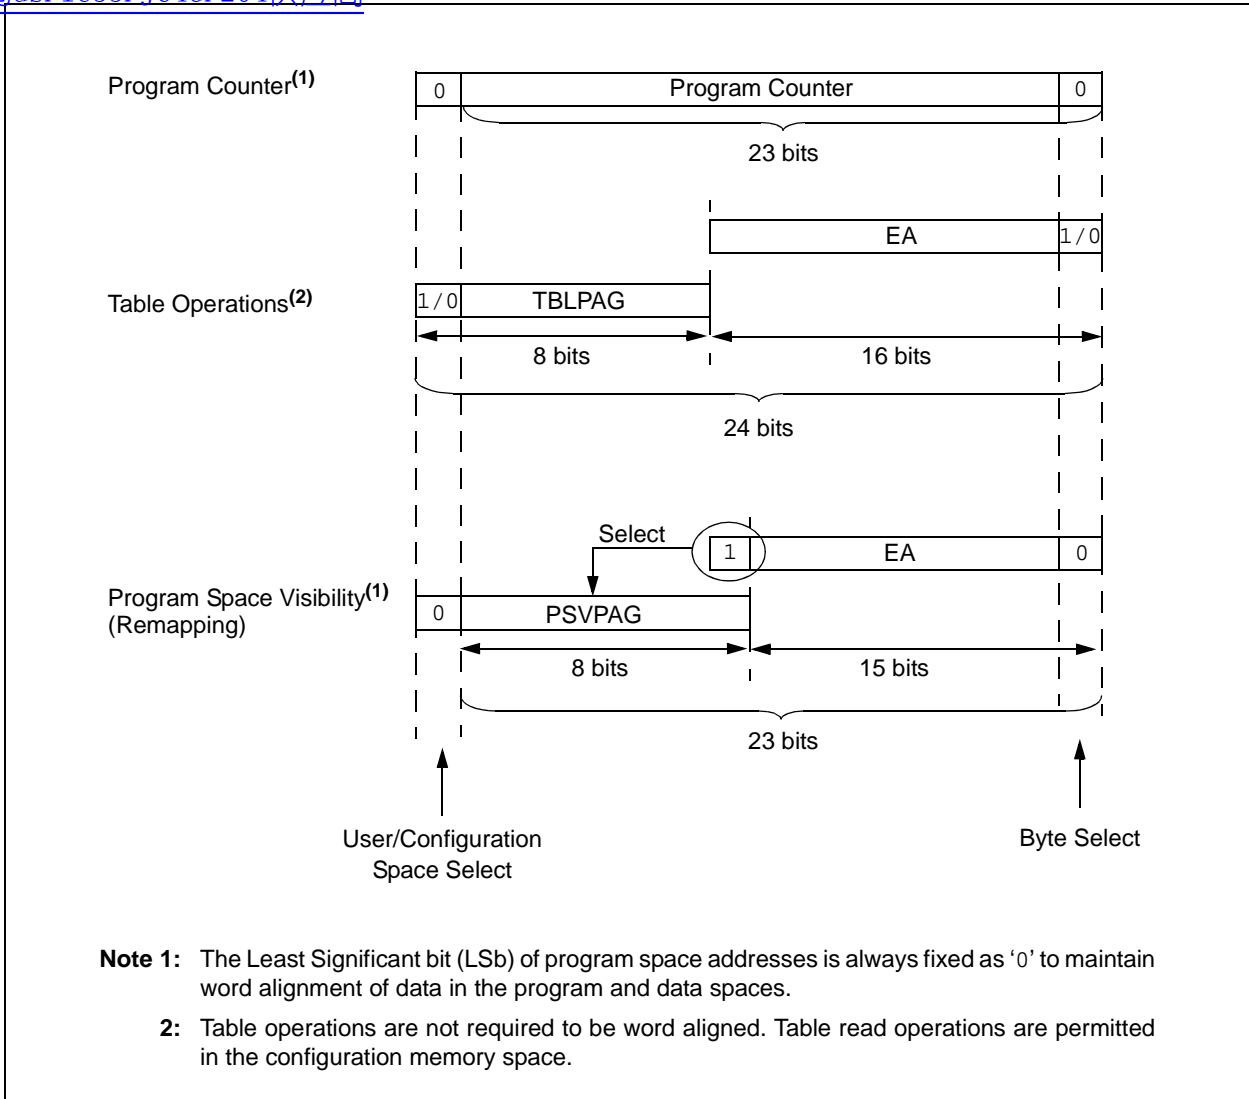 Program Counter(1)
0
Program Counter
0
23 bits
EA
1/0
Table Operations(2)
1/0
TBLPAG
8 bits
16 bits
24 bits
Select
1
EA
0
Program Space Visibility(1)
(Remapping)
0
PSVPAG
8 bits
15 bits
23 bits
User/Configuration
Space Select
Byte Select
Note 1: The Least Significant bit (LSb) of program space addresses is always fixed as ‘0’ to maintain
word alignment of data in the program and data spaces.
2: Table operations are not required to be word aligned. Table read operations are permitted
in the configuration memory space.